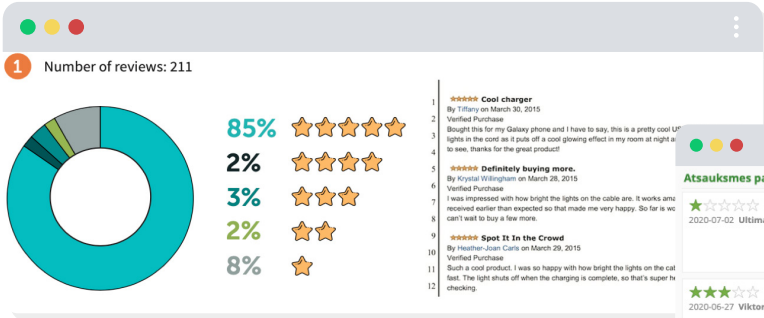 1 Number of reviews: 211
85%
2%
3%
2%
8%
1 Cool charger
By Tiffany on March 30, 2015
2 Verified Purchase
3 Bought this for my Galaxy phone and I have to say, this is a pretty cool
lights in the cord as it puts off a cool glowing effect in my room at night
4 to see, thanks for the great product!
5 Definitely buying more.
By Krystal Willingham on March 28, 2015
6 Verified Purchase
7 I was impressed with how bright the lights on the cable are. It works
received earlier than expected so that made me very happy. So far is
8 can't wait to buy a few more.
9 Spot It In the Crowd
By Heather-Joan Carls on March 29, 2015
10 Verified Purchase
11 Such a cool product. I was so happy with how bright the lights on the
fast. The light shuts off when the charging is complete, so that's super
12 checking.
Atsauksmes
2020-07-02
2020-06-27